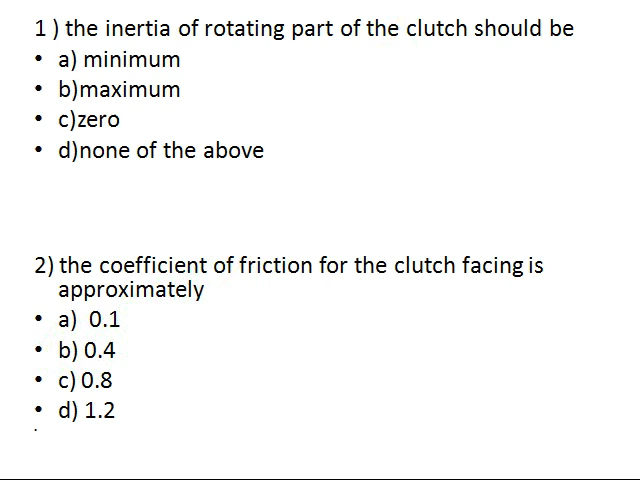 1 ) the inertia of rotating part of the clutch should be
• a) minimum
• b)maximum
• c)zero
• d)none of the above
2) the coefficient of friction for the clutch facing is
approximately
• a)  0.1
• b) 0.4
• c) 0.8
• d) 1.2
.